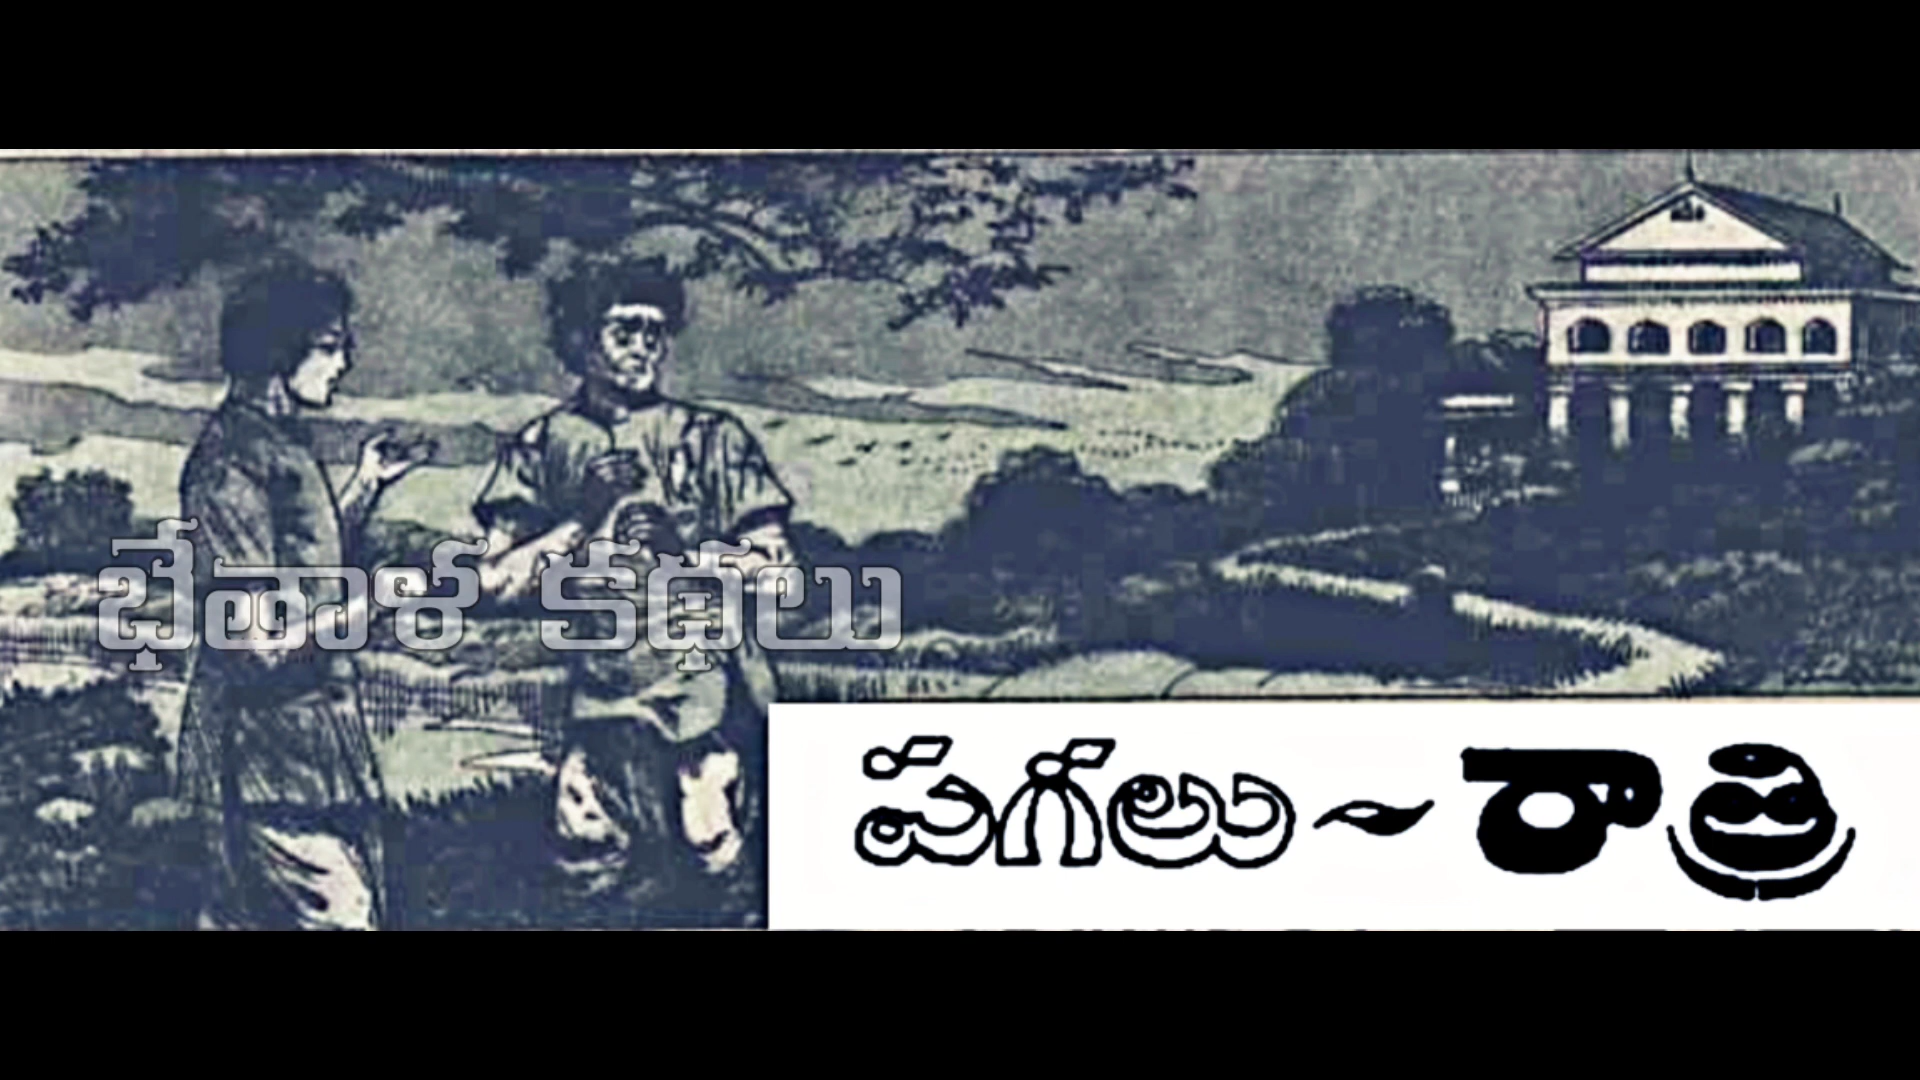 భేతాళ కథలు
పగలు ~ రాత్రి